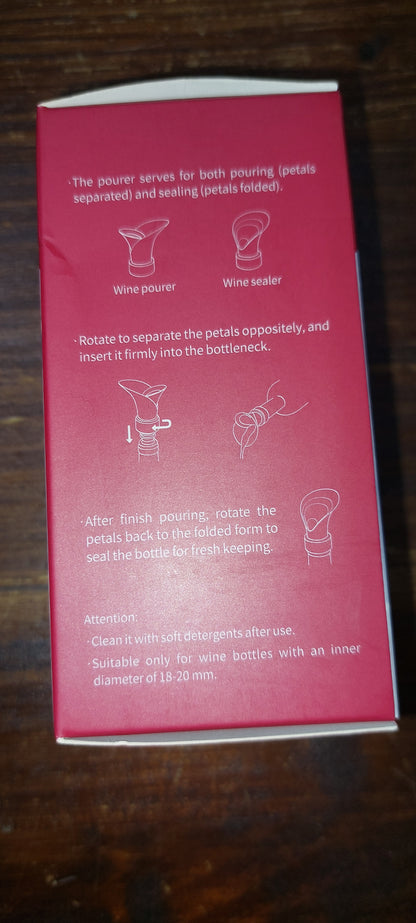 ·The pourer serves for both pouring (petals
separated) and sealing (petals folded).
Wine pourer
Wine sealer
·Rotate to separate the petals oppositely, and
insert it firmly into the bottleneck.
·After finish pouring, rotate the
petals back to the folded form to
seal the bottle for fresh keeping.
Attention:
·Clean it with soft detergents after use.
·Suitable only for wine bottles with an inner
diameter of 18-20 mm.